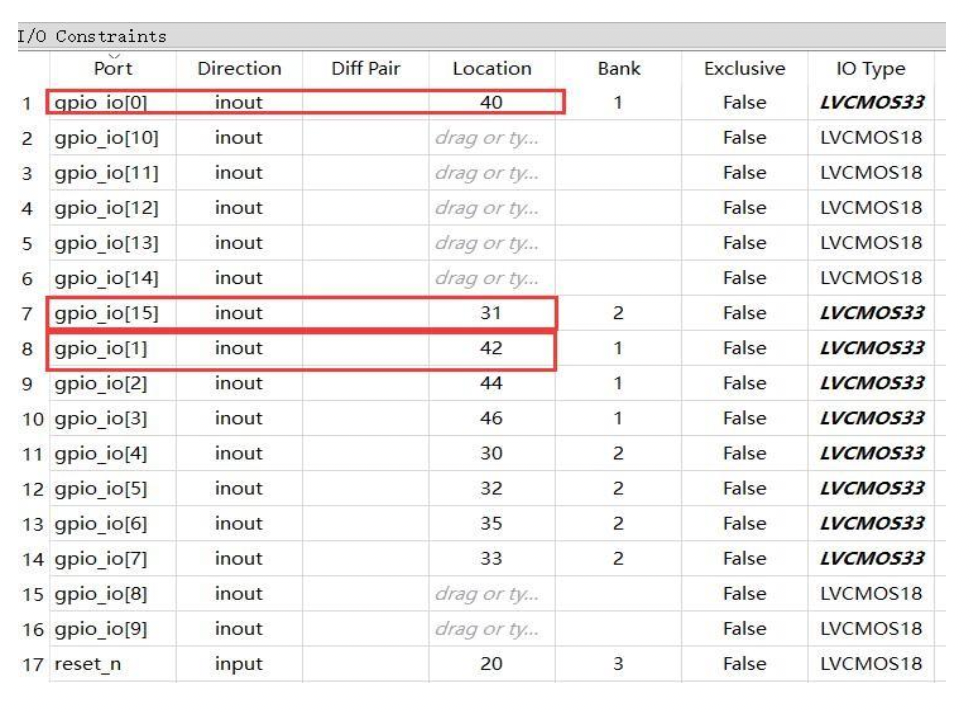 I/O Constraints
Port Direction Diff Pair Location Bank Exclusive IO Type
1 gpio_io[0] inout 40 1 False LVCMOS33
2 gpio_io[10] inout drag or ty... False LVCMOS18
3 gpio_io[11] inout drag or ty... False LVCMOS18
4 gpio_io[12] inout drag or ty... False LVCMOS18
5 gpio_io[13] inout drag or ty... False LVCMOS18
6 gpio_io[14] inout drag or ty... False LVCMOS18
7 gpio_io[15] inout 31 2 False LVCMOS33
8 gpio_io[1] inout 42 1 False LVCMOS33
9 gpio_io[2] inout 44 1 False LVCMOS33
10 gpio_io[3] inout 46 1 False LVCMOS33
11 gpio_io[4] inout 30 2 False LVCMOS33
12 gpio_io[5] inout 32 2 False LVCMOS33
13 gpio_io[6] inout 35 2 False LVCMOS33
14 gpio_io[7] inout 33 2 False LVCMOS33
15 gpio_io[8] inout drag or ty... False LVCMOS18
16 gpio_io[9] inout drag or ty... False LVCMOS18
17 reset_n input 20 3 False LVCMOS18